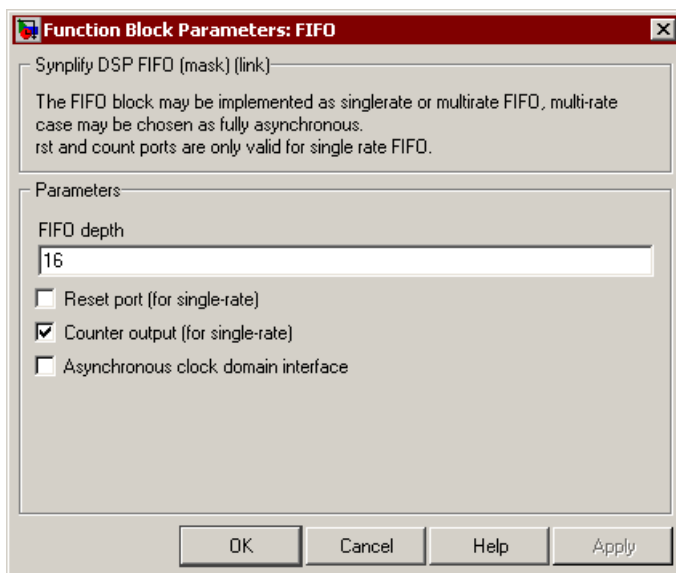 Function Block Parameters: FIFO
Synplify DSP FIFO (mask) (link)
The FIFO block may be implemented as singlerate or multirate FIFO, multi-rate
case may be chosen as fully asynchronous.
rst and count ports are only valid for single rate FIFO.
Parameters
FIFO depth
16
Reset port (for single-rate)
Counter output (for single-rate)
Asynchronous clock domain interface
OK Cancel Help Apply